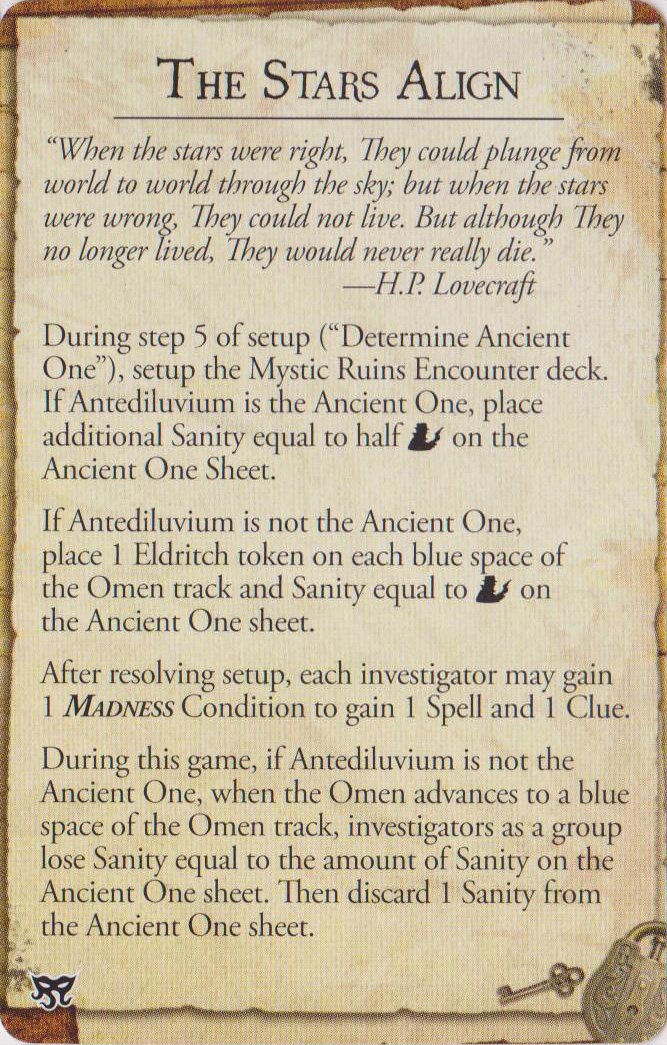 The Stars Align
“When the stars were right, They could plunge from
world to world through the sky; but when the stars
were wrong, They could not live. But although They
no longer lived, They would never really die.”
—H.P. Lovecraft
During step 5 of setup (“Determine Ancient
One”), setup the Mystic Ruins Encounter deck.
If Antediluvium is the Ancient One, place
additional Sanity equal to half on the
Ancient One Sheet.
If Antediluvium is not the Ancient One,
place 1 Eldritch token on each blue space of
the Omen track and Sanity equal to on
the Ancient One sheet.
After resolving setup, each investigator may gain
1 Madness Condition to gain 1 Spell and 1 Clue.
During this game, if Antediluvium is not the
Ancient One, when the Omen advances to a blue
space of the Omen track, investigators as a group
lose Sanity equal to the amount of Sanity on the
Ancient One sheet. Then discard 1 Sanity from
the Ancient One sheet.